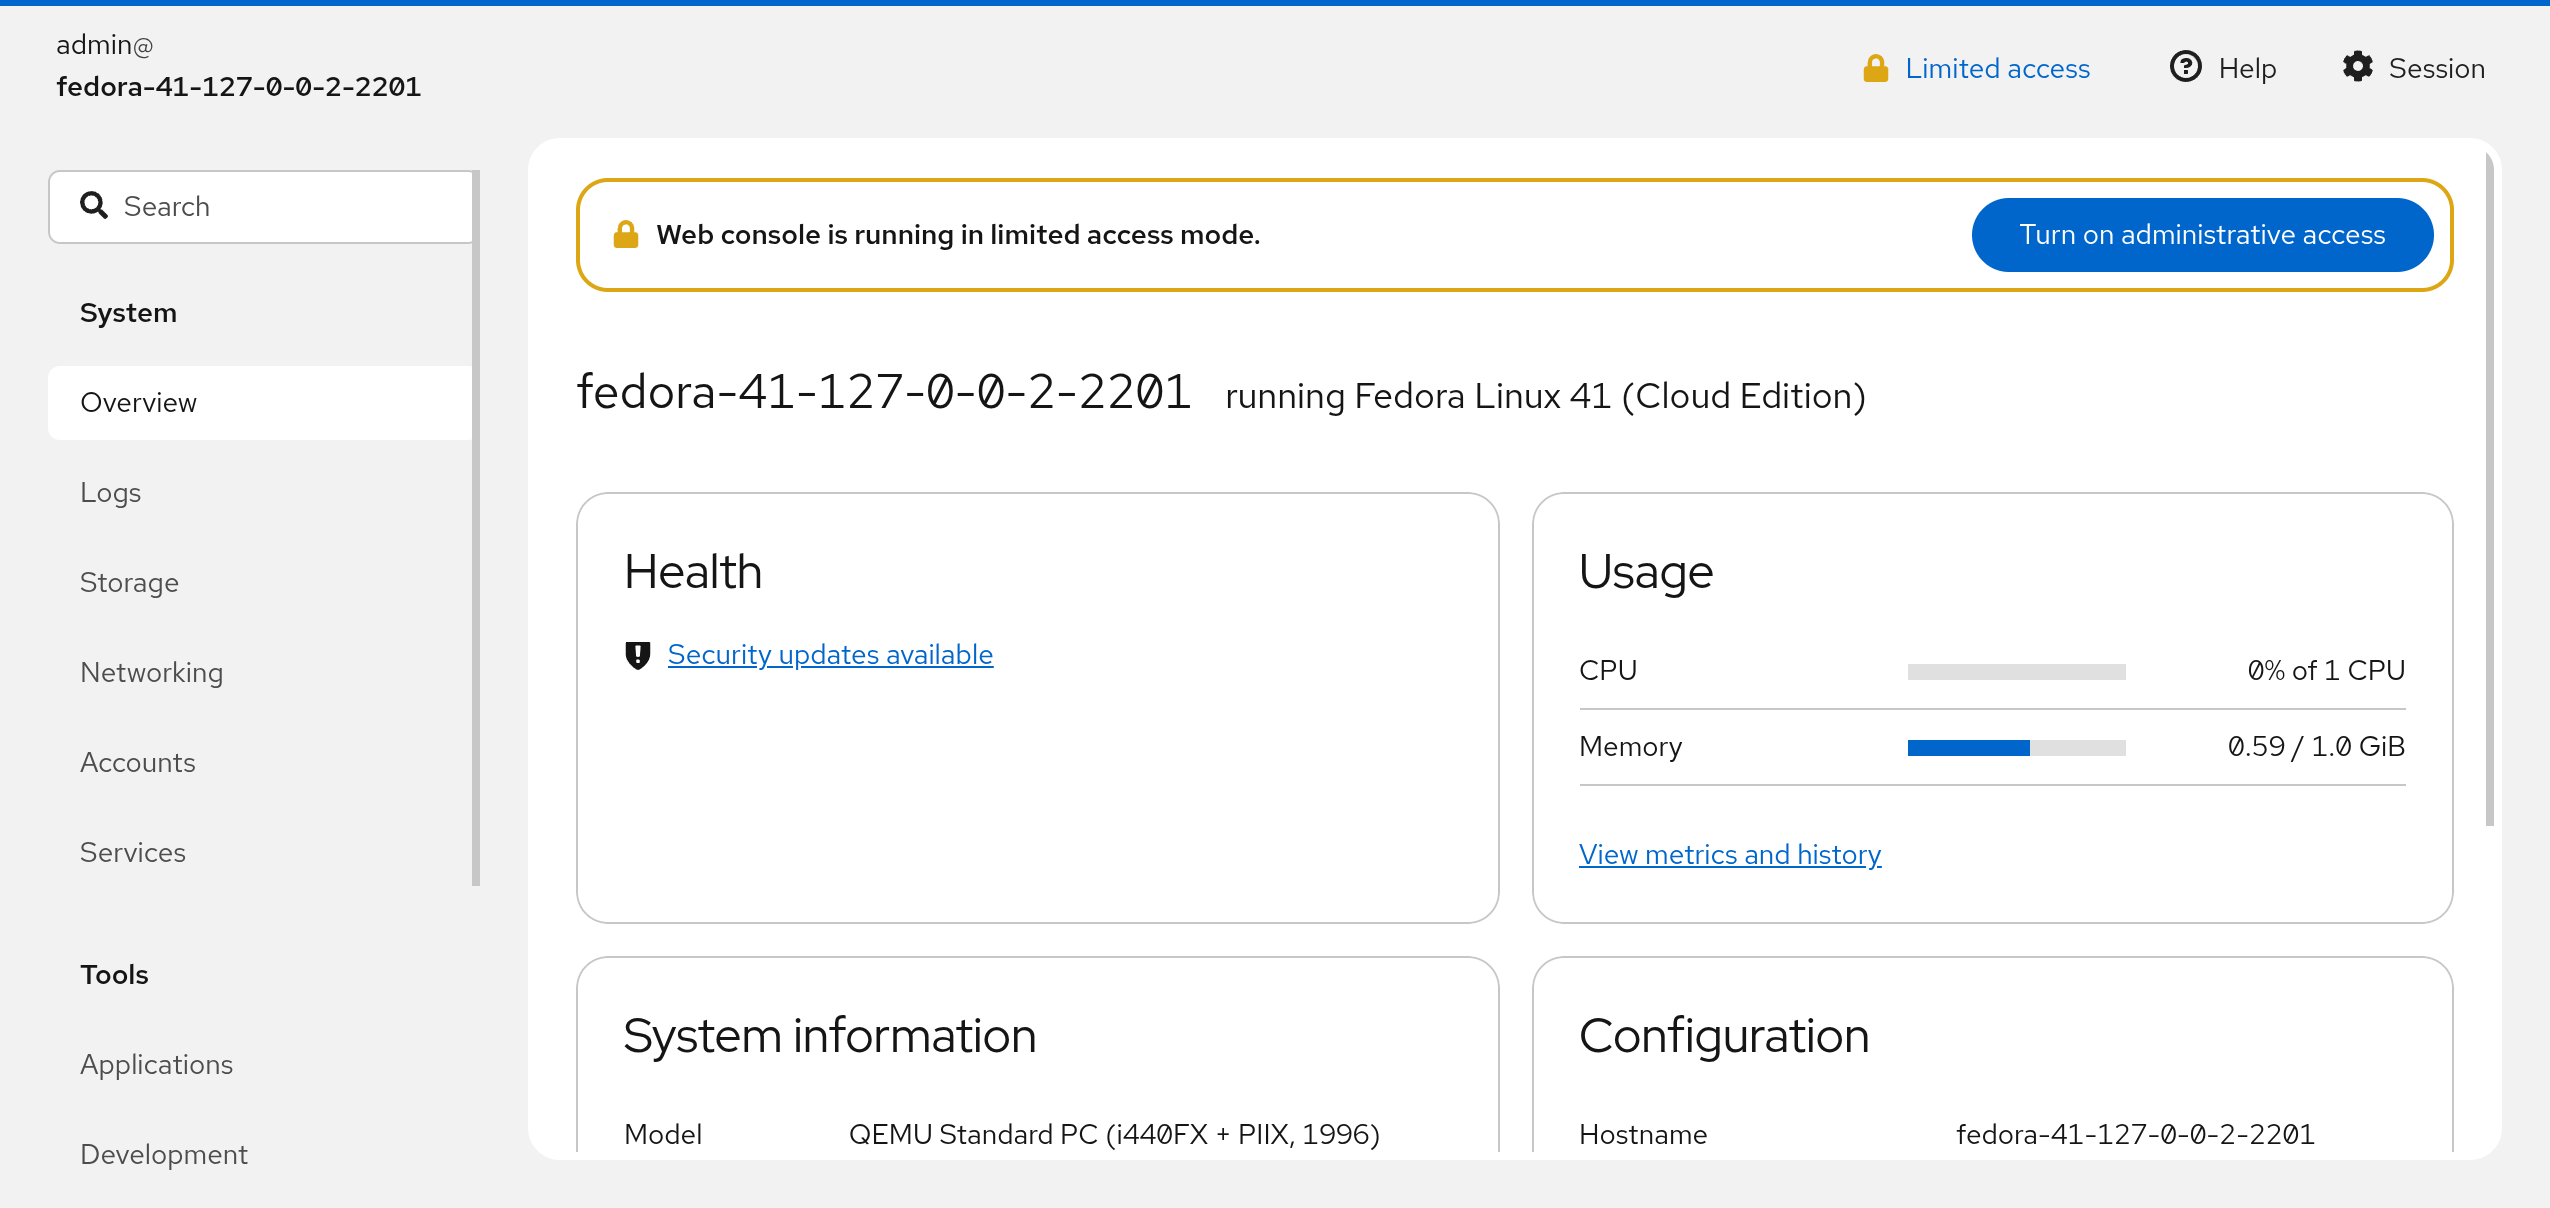 admin@
fedora-41-127-0-0-2-2201
Limited access
Help
Session
Search
System
Overview
Logs
Storage
Networking
Accounts
Services
Tools
Applications
Development
Web console is running in limited access mode.
Turn on administrative access
fedora-41-127-0-0-2-2201 running Fedora Linux 41 (Cloud Edition)
Health
Security updates available
Usage
CPU 0% of 1 CPU
Memory 0.59 / 1.0 GiB
View metrics and history
System information
Model QEMU Standard PC (i440FX + PIIX, 1996)
Configuration
Hostname fedora-41-127-0-0-2-2201